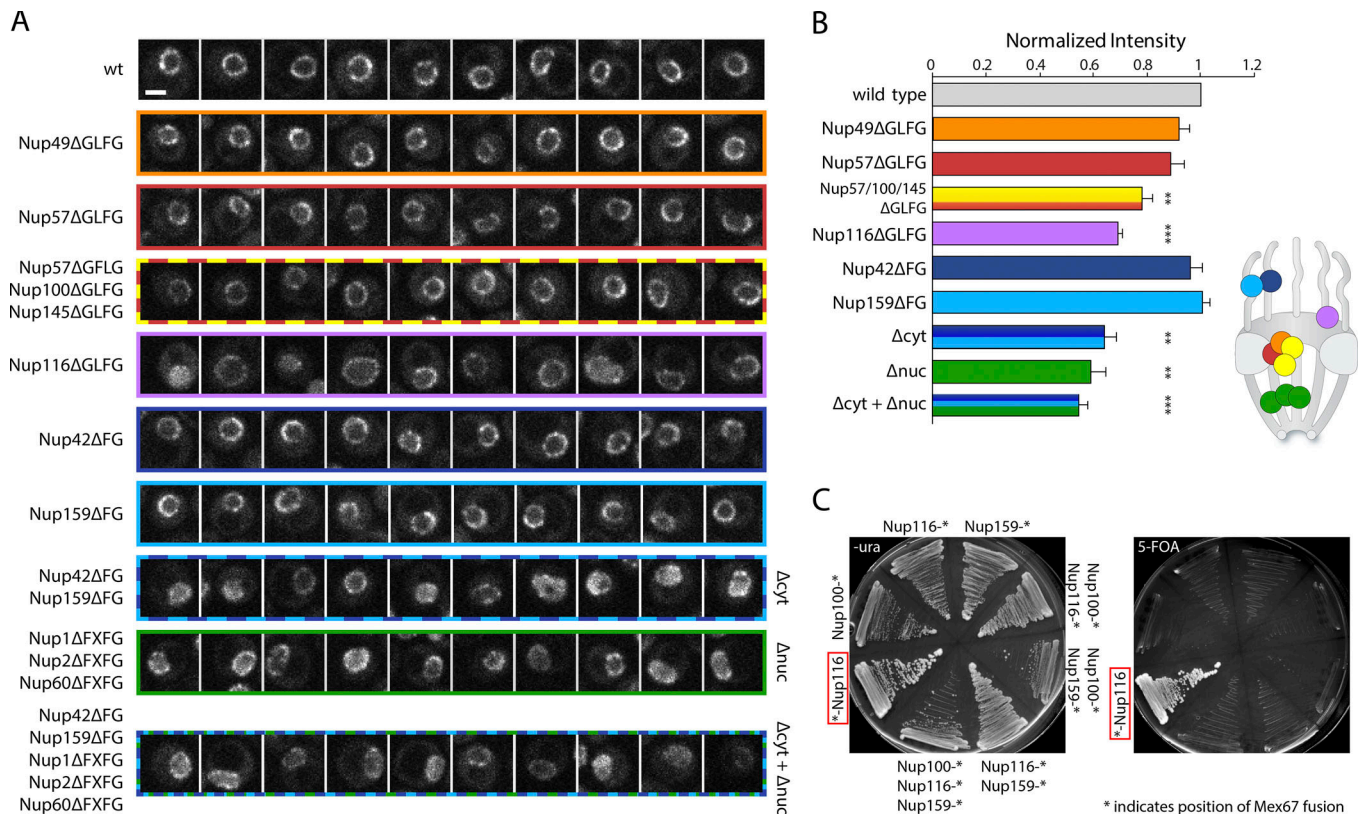 A
wt
Nup49ΔGLFG
Nup57ΔGLFG
Nup57ΔGFLG
Nup100ΔGLFG
Nup145ΔGLFG
Nup116ΔGLFG
Nup42ΔFG
Nup159ΔFG
Nup42ΔFG
Nup159ΔFG
Δcyt
Nup1ΔFXFG
Nup2ΔFXFG
Nup60ΔFXFG
Δnuc
Nup42ΔFG
Nup159ΔFG
Nup1ΔFXFG
Nup2ΔFXFG
Nup60ΔFXFG
Δcyt + Δnuc
B
Normalized Intensity
0 0.2 0.4 0.6 0.8 1 1.2
wild type
Nup49ΔGLFG
Nup57ΔGLFG
Nup57/100/145
ΔGLFG
**
Nup116ΔGLFG
***
Nup42ΔFG
Nup159ΔFG
Δcyt
**
Δnuc
**
Δcyt + Δnuc
***
C
Nup116-* Nup159-*
-ura
Nup100-*
Nup100-*
Nup116-*
*-Nup116
Nup100-*
Nup159-*
Nup100-*
Nup116-*
Nup159-*
Nup116-*
Nup159-*
5-FOA
*-Nup116
* indicates position of Mex67 fusion